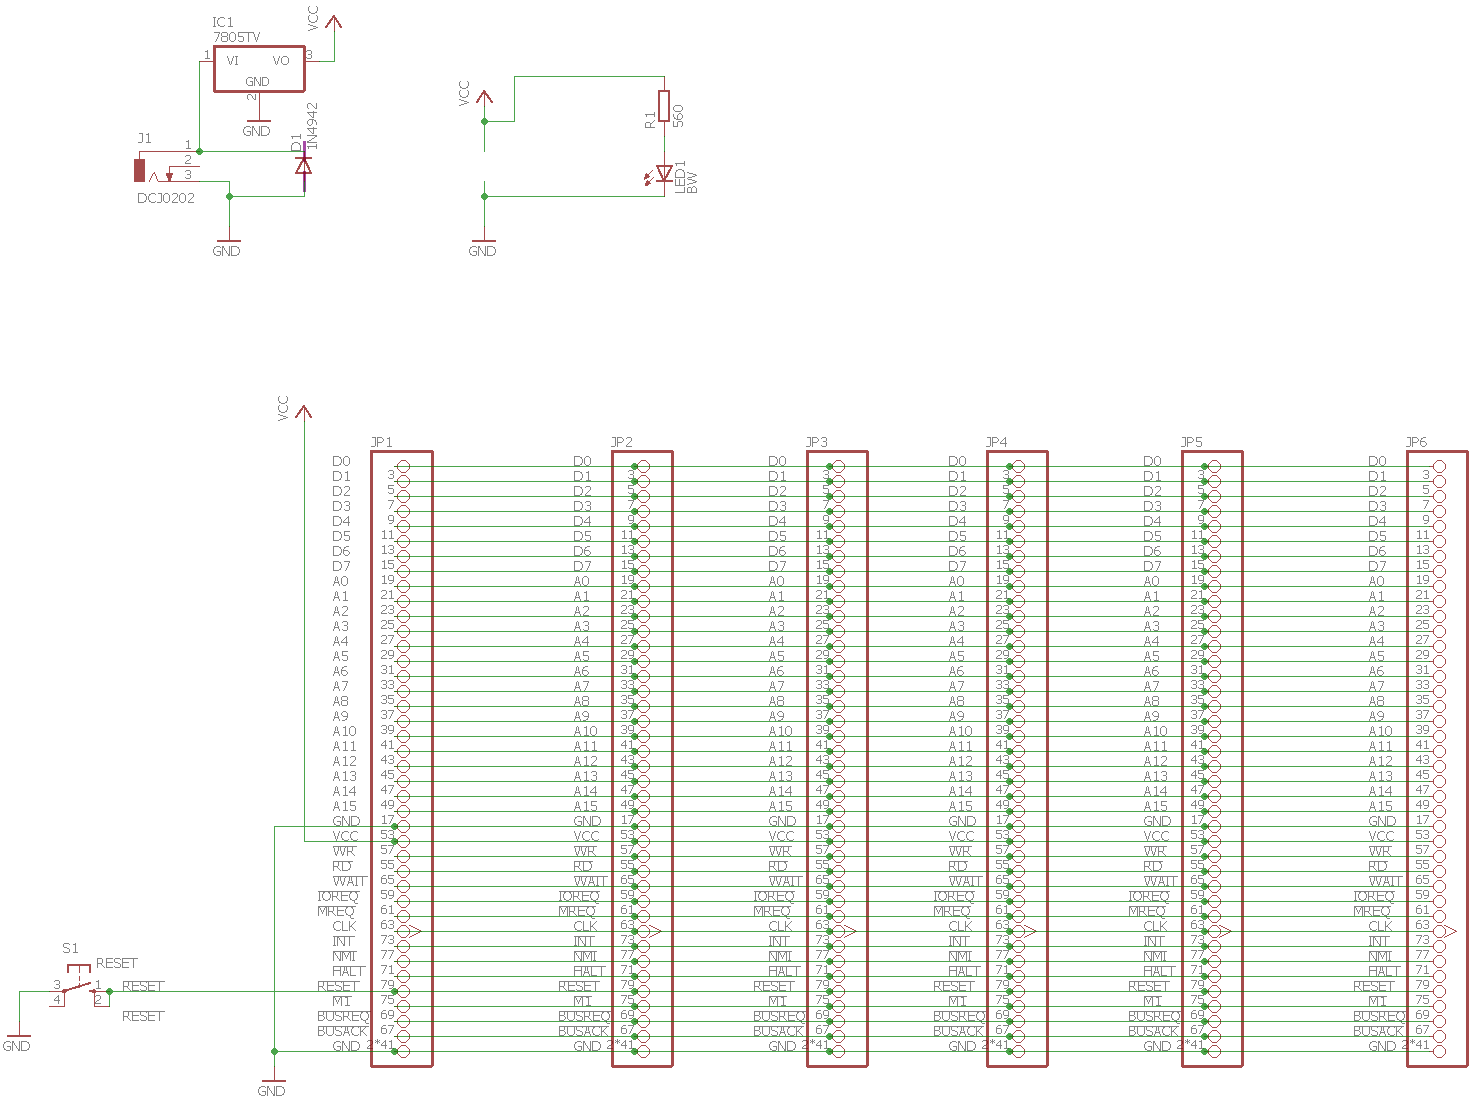 IC1
7805TV
VCC
1 VI VO 3
GND
2
GND
J1
1
2
3
DCJ0202
D1
1N4942
GND
VCC
R1
560
LED1
BW
GND
VCC
JP1 JP2 JP3 JP4 JP5 JP6
D0 D0 D0 D0 D0 D0
D1 3 D1 3 D1 3 D1 3 D1 3 D1 3
D2 5 D2 5 D2 5 D2 5 D2 5 D2 5
D3 7 D3 7 D3 7 D3 7 D3 7 D3 7
D4 9 D4 9 D4 9 D4 9 D4 9 D4 9
D5 11 D5 11 D5 11 D5 11 D5 11 D5 11
D6 13 D6 13 D6 13 D6 13 D6 13 D6 13
D7 15 D7 15 D7 15 D7 15 D7 15 D7 15
A0 19 A0 19 A0 19 A0 19 A0 19 A0 19
A1 21 A1 21 A1 21 A1 21 A1 21 A1 21
A2 23 A2 23 A2 23 A2 23 A2 23 A2 23
A3 25 A3 25 A3 25 A3 25 A3 25 A3 25
A4 27 A4 27 A4 27 A4 27 A4 27 A4 27
A5 29 A5 29 A5 29 A5 29 A5 29 A5 29
A6 31 A6 31 A6 31 A6 31 A6 31 A6 31
A7 33 A7 33 A7 33 A7 33 A7 33 A7 33
A8 35 A8 35 A8 35 A8 35 A8 35 A8 35
A9 37 A9 37 A9 37 A9 37 A9 37 A9 37
A10 39 A10 39 A10 39 A10 39 A10 39 A10 39
A11 41 A11 41 A11 41 A11 41 A11 41 A11 41
A12 43 A12 43 A12 43 A12 43 A12 43 A12 43
A13 45 A13 45 A13 45 A13 45 A13 45 A13 45
A14 47 A14 47 A14 47 A14 47 A14 47 A14 47
A15 49 A15 49 A15 49 A15 49 A15 49 A15 49
GND 17 GND 17 GND 17 GND 17 GND 17 GND 17
VCC 53 VCC 53 VCC 53 VCC 53 VCC 53 VCC 53
WR 57 WR 57 WR 57 WR 57 WR 57 WR 57
RD 55 RD 55 RD 55 RD 55 RD 55 RD 55
WAIT 65 WAIT 65 WAIT 65 WAIT 65 WAIT 65 WAIT 65
IOREQ 59 IOREQ 59 IOREQ 59 IOREQ 59 IOREQ 59 IOREQ 59
MREQ 61 MREQ 61 MREQ 61 MREQ 61 MREQ 61 MREQ 61
CLK 63 CLK 63 CLK 63 CLK 63 CLK 63 CLK 63
INT 73 INT 73 INT 73 INT 73 INT 73 INT 73
NMI 77 NMI 77 NMI 77 NMI 77 NMI 77 NMI 77
HALT 71 HALT 71 HALT 71 HALT 71 HALT 71 HALT 71
RESET 79 RESET 79 RESET 79 RESET 79 RESET 79 RESET 79
M1 75 M1 75 M1 75 M1 75 M1 75 M1 75
BUSREQ 69 BUSREQ 69 BUSREQ 69 BUSREQ 69 BUSREQ 69 BUSREQ 69
BUSACK 67 BUSACK 67 BUSACK 67 BUSACK 67 BUSACK 67 BUSACK 67
GND 2*41 GND 2*41 GND 2*41 GND 2*41 GND 2*41 GND 2*41
S1
RESET
3 1 RESET
4 2
RESET
GND
GND